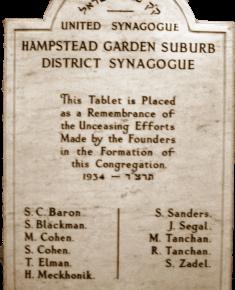 ק״ק שם ישראל
UNITED SYNAGOGUE
HAMPSTEAD GARDEN SUBURB
DISTRICT SYNAGOGUE
This Tablet is Placed
as a Remembrance of
the Unceasing Efforts
Made by the Founders
in the Formation of
this Congregation.
1934 — תרצ״ד
S. C. Baron.
S. Blackman.
M. Cohen.
S. Cohen.
T. Elman.
H. Meckhonik.
S. Sanders.
J. Segal.
M. Tanchan.
R. Tanchan.
S. Zadel.